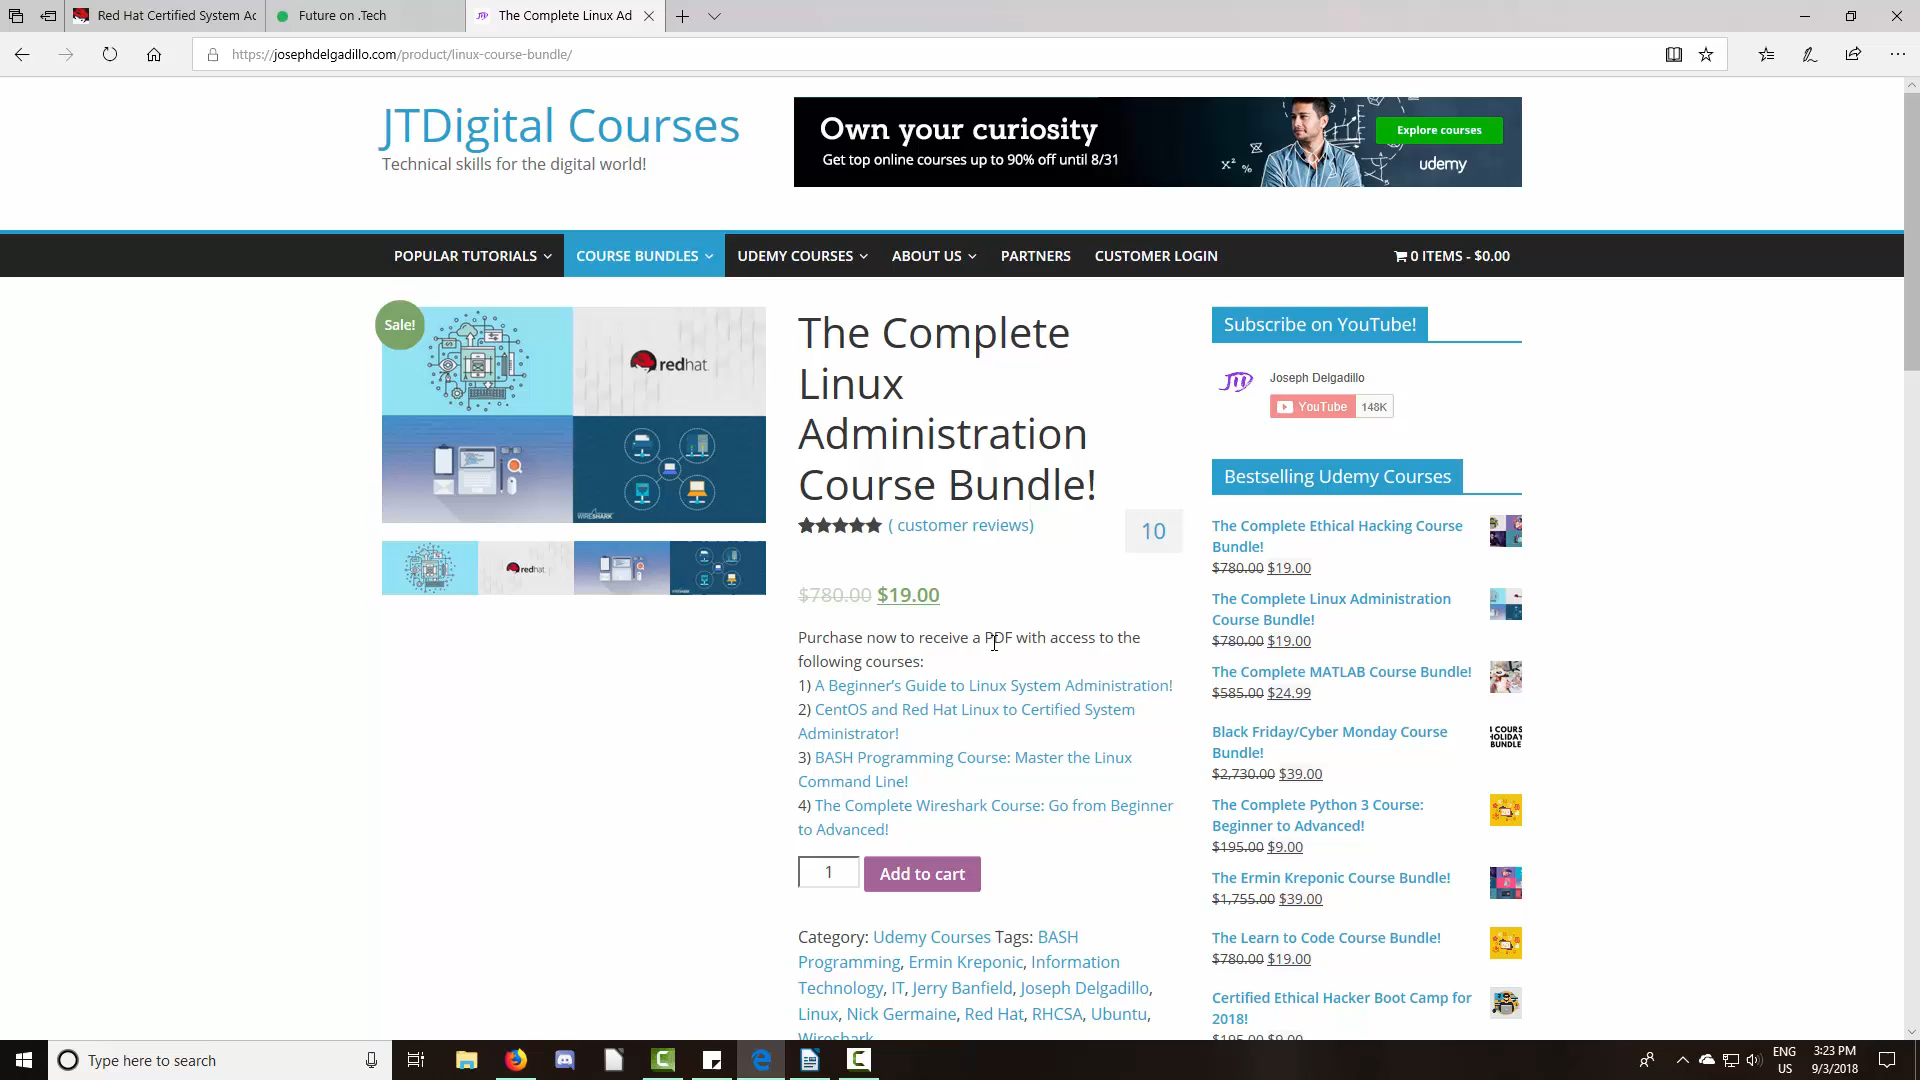 Red Hat Certified System Ac
Future on .Tech
The Complete Linux Ad
https://josephdelgadillo.com/product/linux-course-bundle/
JTDigital Courses
Technical skills for the digital world!
Own your curiosity
Get top online courses up to 90% off until 8/31
Explore courses
udemy
POPULAR TUTORIALS
COURSE BUNDLES
UDEMY COURSES
ABOUT US
PARTNERS
CUSTOMER LOGIN
0 ITEMS - $0.00
Sale!
redhat.
WIRESHARK
redhat
The Complete
Linux
Administration
Course Bundle!
( customer reviews)
10
$780.00 $19.00
Purchase now to receive a PDF with access to the
following courses:
1) A Beginner’s Guide to Linux System Administration!
2) CentOS and Red Hat Linux to Certified System
Administrator!
3) BASH Programming Course: Master the Linux
Command Line!
4) The Complete Wireshark Course: Go from Beginner
to Advanced!
1
Add to cart
Category: Udemy Courses Tags: BASH
Programming, Ermin Kreponic, Information
Technology, IT, Jerry Banfield, Joseph Delgadillo,
Linux, Nick Germaine, Red Hat, RHCSA, Ubuntu,
Wireshark
Subscribe on YouTube!
Joseph Delgadillo
YouTube 148K
Bestselling Udemy Courses
The Complete Ethical Hacking Course
Bundle!
$780.00 $19.00
The Complete Linux Administration
Course Bundle!
$780.00 $19.00
The Complete MATLAB Course Bundle!
$585.00 $24.99
Black Friday/Cyber Monday Course
Bundle!
$2,730.00 $39.00
COURS
HOLIDAY
BUNDLE
The Complete Python 3 Course:
Beginner to Advanced!
$195.00 $9.00
The Ermin Kreponic Course Bundle!
$1,755.00 $39.00
The Learn to Code Course Bundle!
$780.00 $19.00
Certified Ethical Hacker Boot Camp for
2018!
$195.00 $9.00
Type here to search
ENG
US
3:23 PM
9/3/2018